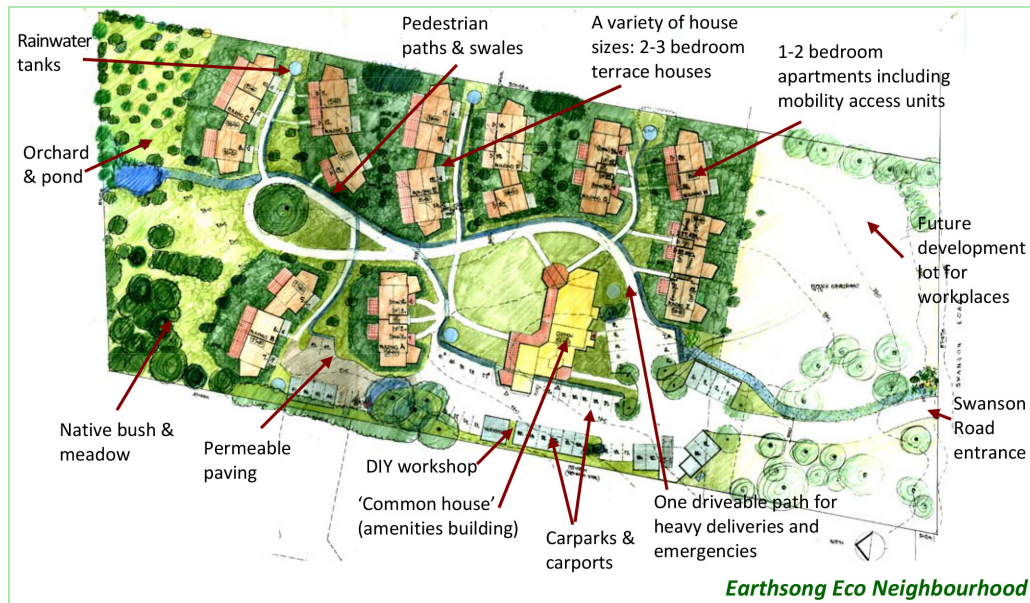 Rainwater
tanks
Pedestrian
paths & swales
A variety of house
sizes: 2-3 bedroom
terrace houses
1-2 bedroom
apartments including
mobility access units
Orchard
& pond
Future
development
lot for
workplaces
SWANSON ROAD
Native bush &
meadow
Permeable
paving
DIY workshop
'Common house'
(amenities building)
Carparks &
carports
One driveable path for
heavy deliveries and
emergencies
Swanson
Road
entrance
Earthsong Eco Neighbourhood